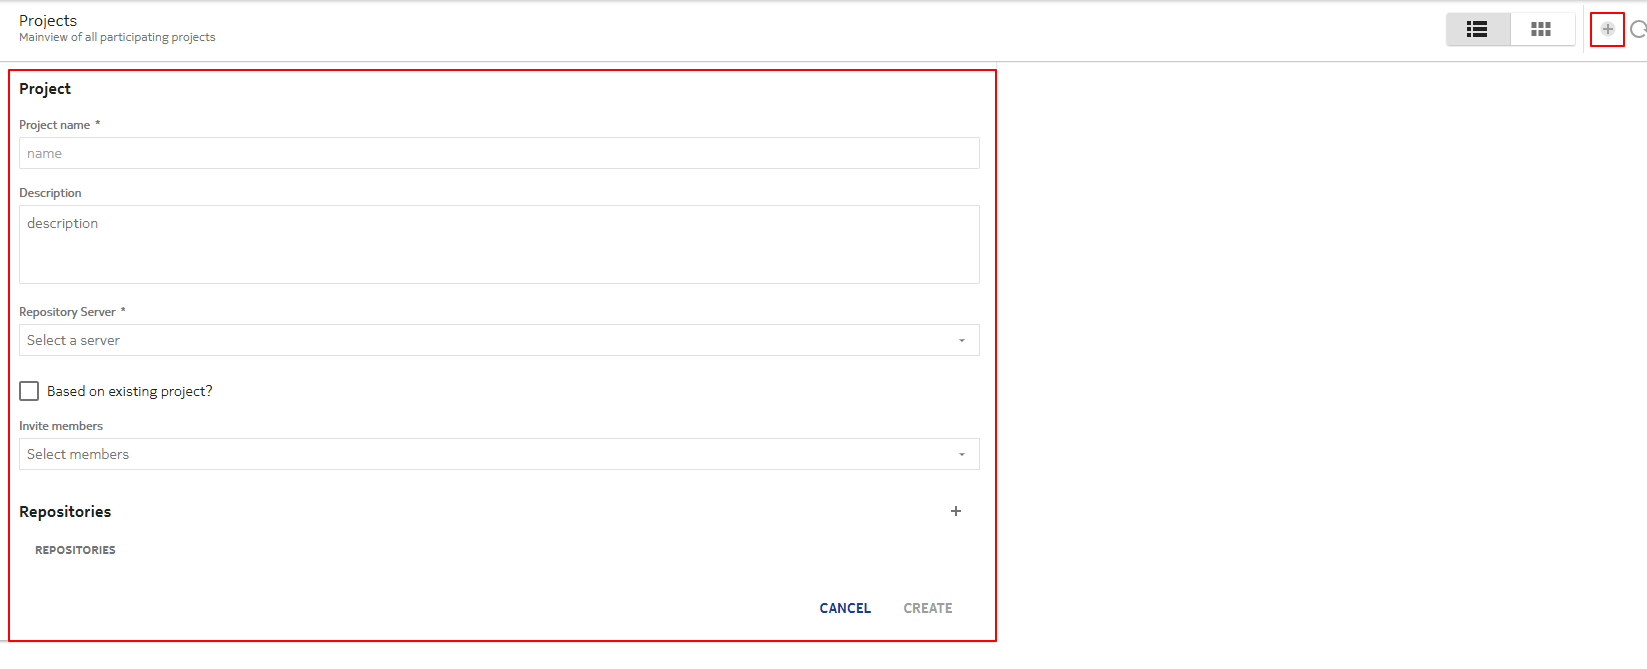 Projects
Mainview of all participating projects
Project
Project name *
name
Description
description
Repository Server *
Select a server
Based on existing project?
Invite members
Select members
Repositories
REPOSITORIES
CANCEL CREATE